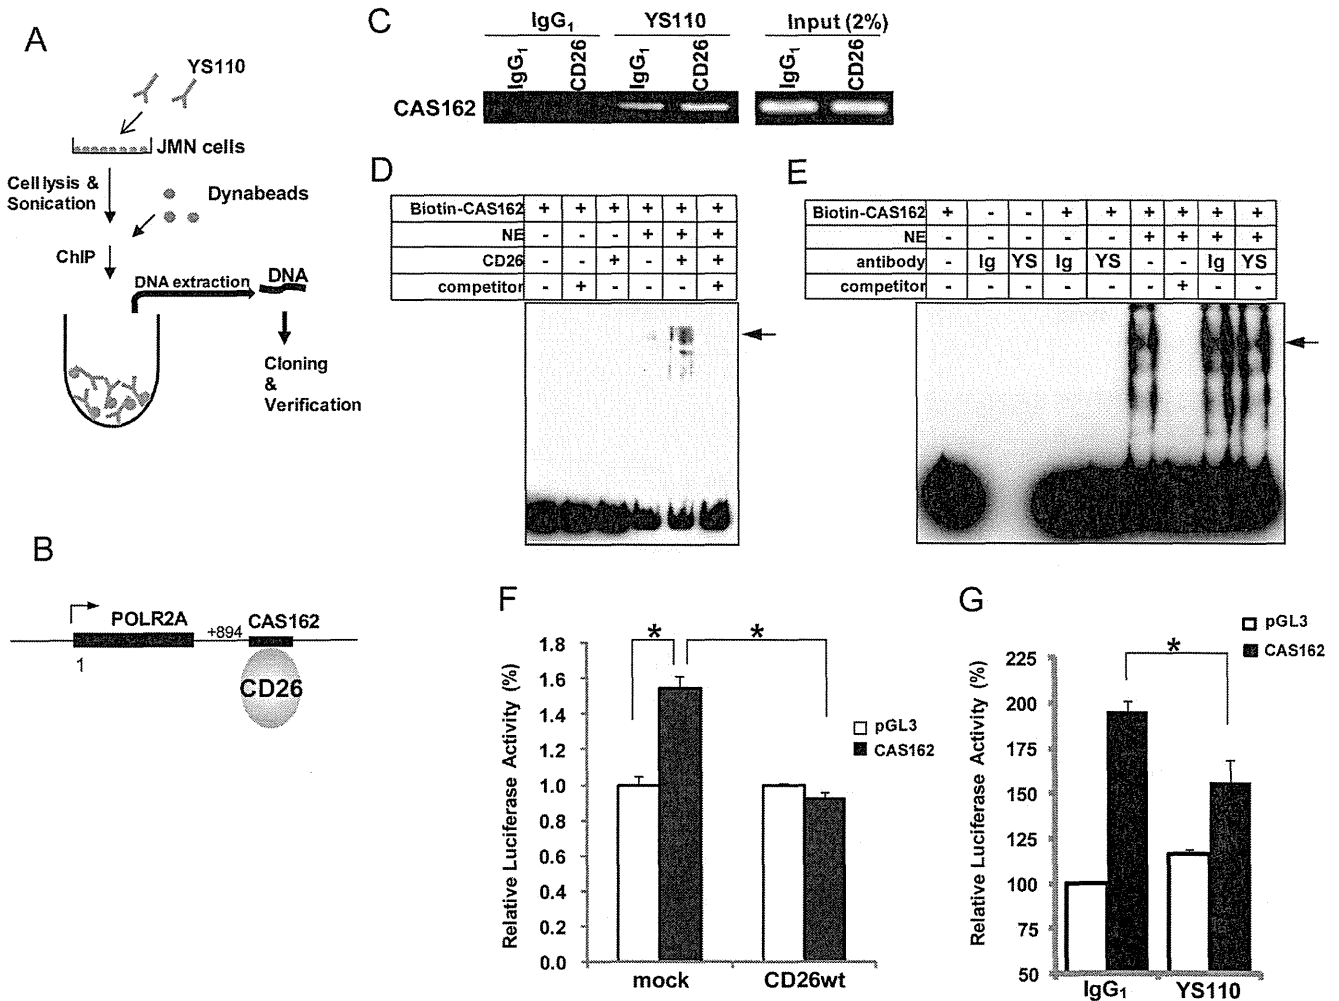 A
YS110
JMN cells
Cell lysis &
Sonication
Dynabeads
ChIP
DNA extraction
DNA
Cloning
&
Verification
B
POLR2A
+894
CAS162
1
CD26
C
IgG₁
YS110
Input (2%)
IgG₁
CD26
IgG₁
CD26
IgG₁
CD26
CAS162
D
Biotin-CAS162 + + + + + +
NE - - - + + +
CD26 - - + - + +
competitor - + - - - +
E
Biotin-CAS162 + - - + + + + + +
NE - - - - - + + + +
antibody - Ig YS Ig YS - - Ig YS
competitor - - - - - - + - -
F
Relative Luciferase Activity (%)
1.8
1.6
1.4
1.2
1.0
0.8
0.6
0.4
0.2
0.0
*
*
pGL3
CAS162
mock
CD26wt
G
Relative Luciferase Activity (%)
225
200
175
150
125
100
75
50
*
pGL3
CAS162
IgG₁
YS110